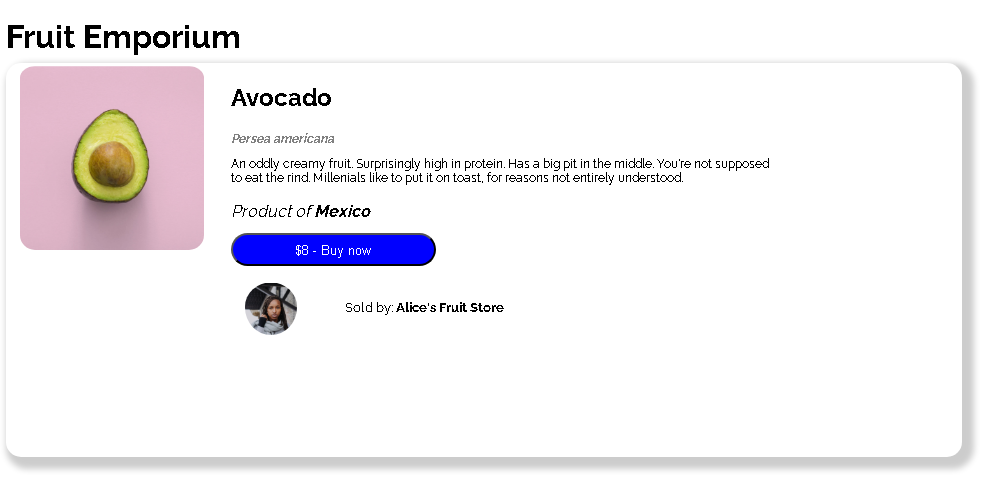 Fruit Emporium
Avocado
Persea americana
An oddly creamy fruit. Surprisingly high in protein. Has a big pit in the middle. You're not supposed
to eat the rind. Millenials like to put it on toast, for reasons not entirely understood.
Product of Mexico
$8 - Buy now
Sold by: Alice's Fruit Store